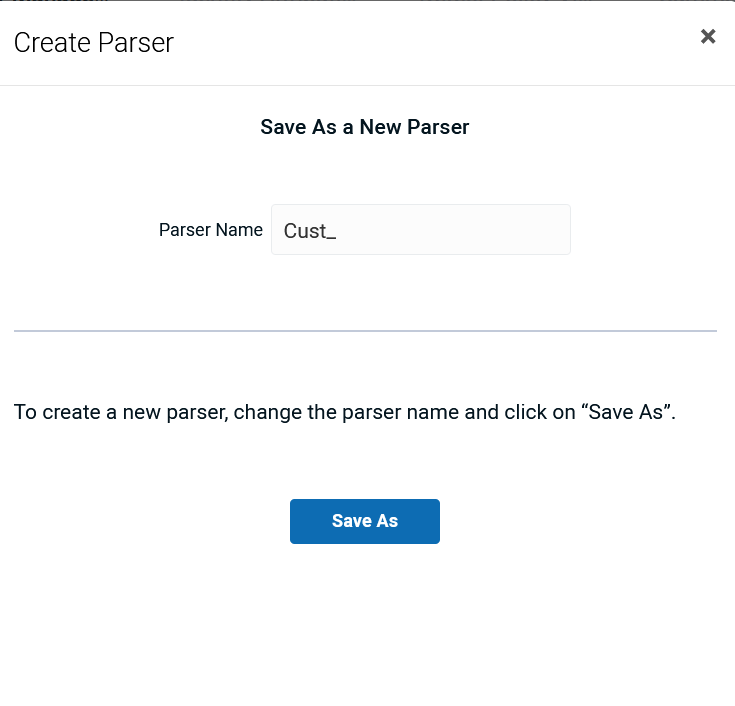 Create Parser
×
Save As a New Parser
Parser Name Cust_
To create a new parser, change the parser name and click on “Save As”.
Save As